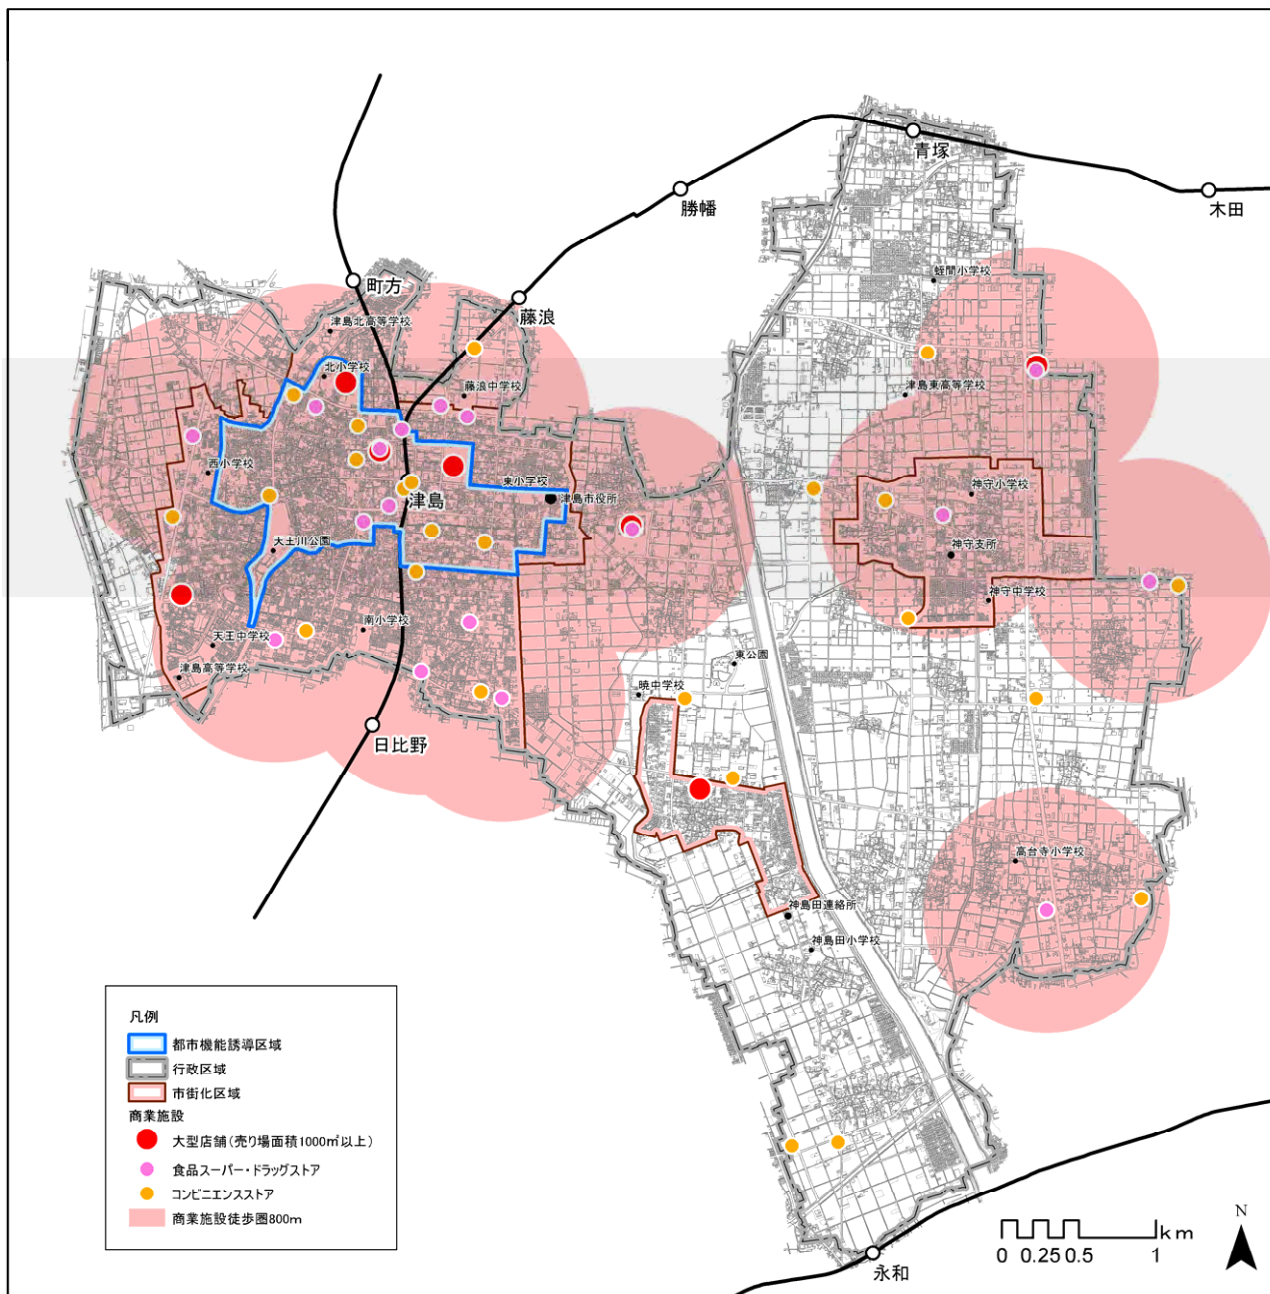 青塚
勝幡
木田
蛭間小学校
町方
藤浪
津島北高等学校
北小学校
藤浪中学校
津島東高等学校
西小学校
東小学校
津島市役所
神守小学校
津島
大土川公園
神守支所
神守中学校
南小学校
天王中学校
東公園
津島高等学校
暁中学校
日比野
高台寺小学校
神島田連絡所
神島田小学校
凡例
都市機能誘導区域
行政区域
市街化区域
商業施設
大型店舗(売り場面積1000㎡以上)
食品スーパー・ドラッグストア
コンビニエンスストア
商業施設徒歩圏800m
N
km
0 0.25 0.5 1
永和